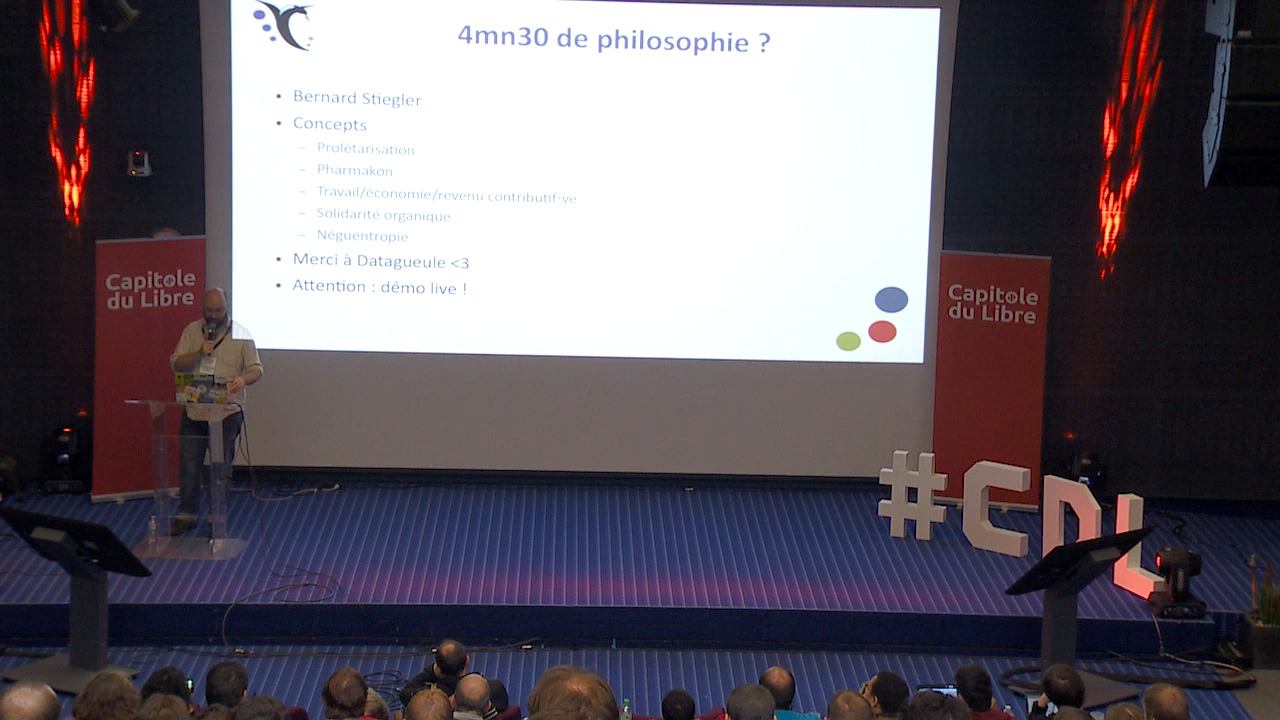 4mn30 de philosophie ?
• Bernard Stiegler
• Concepts
– Prolétarisation
– Pharmakon
– Travail/économie/revenu contributif·ve
– Solidarité organique
– Néguentropie
• Merci à Datagueule <3
• Attention : démo live !
Capitole
du Libre
Capitole
du Libre
#CDL